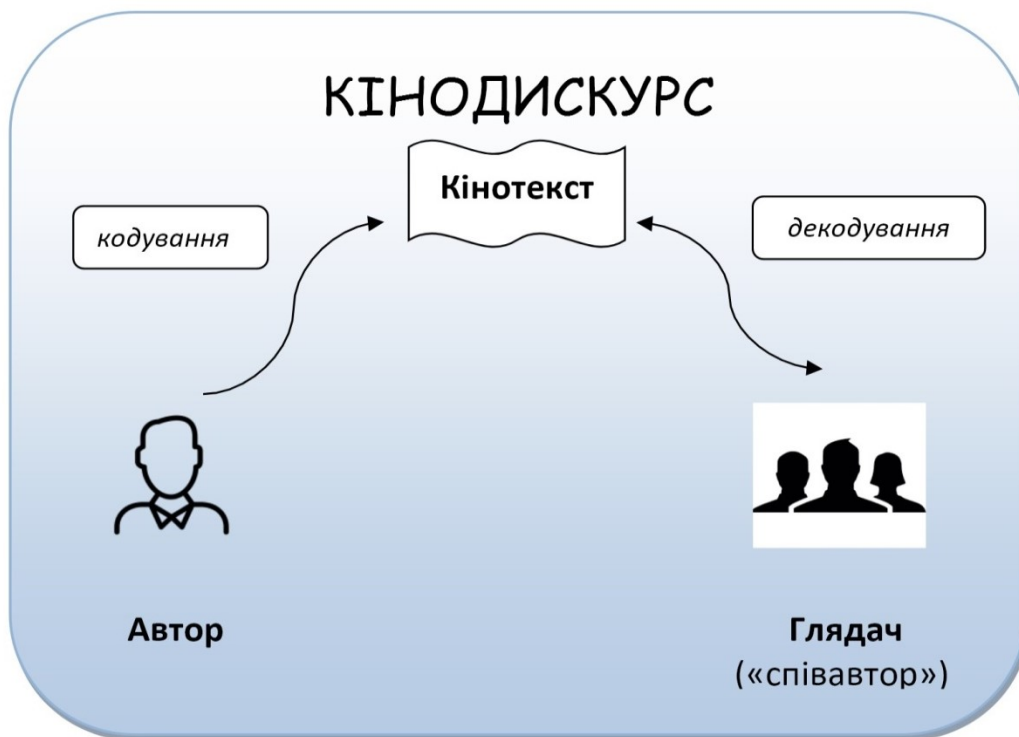 КІНОДИСКУРС
Кінотекст
кодування
декодування
Автор
Глядач
(«співавтор»)